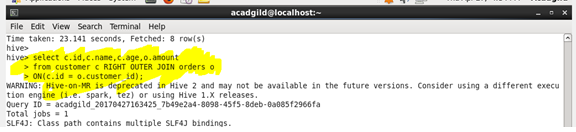 acadgild@localhost:~
File Edit View Search Terminal Help
Time taken: 23.141 seconds, Fetched: 8 row(s)
hive>
hive> select c.id,c.name,c.age,o.amount
> from customer c RIGHT OUTER JOIN orders o
> ON(c.id = o.customer_id);
WARNING: Hive-on-MR is deprecated in Hive 2 and may not be available in the future versions. Consider using a different execu
tion engine (i.e. spark, tez) or using Hive 1.X releases.
Query ID = acadgild_20170427163425_7b49e2a4-8098-45f5-8deb-0a085f2966fa
Total jobs = 1
SLF4J: Class path contains multiple SLF4J bindings.